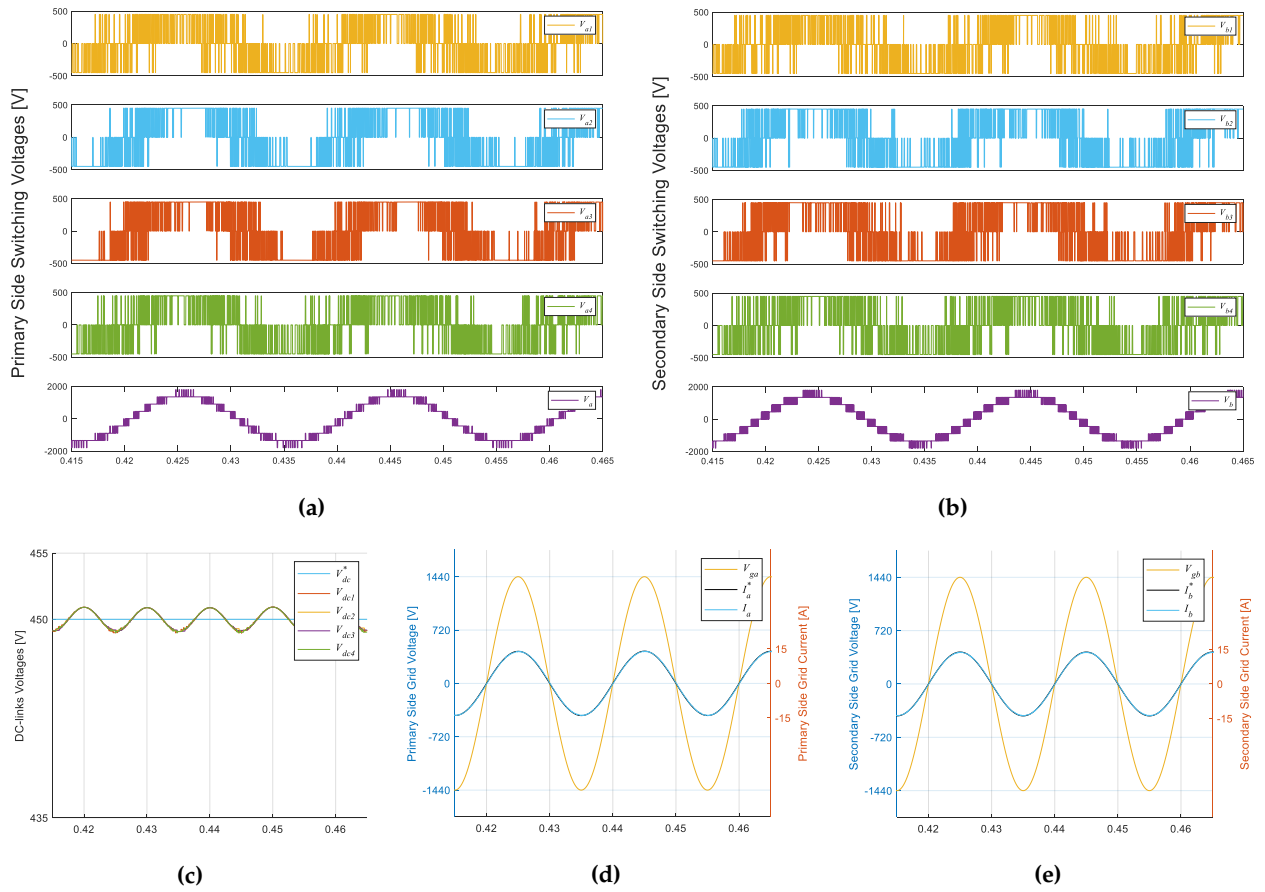 Primary Side Switching Voltages [V]
500
0
-500
V_a1
500
0
-500
V_a2
500
0
-500
V_a3
500
0
-500
V_a4
2000
0
-2000
V_a
0.415 0.42 0.425 0.43 0.435 0.44 0.445 0.45 0.455 0.46 0.465
(a)
Secondary Side Switching Voltages [V]
500
0
-500
V_b1
500
0
-500
V_b2
500
0
-500
V_b3
500
0
-500
V_b4
2000
0
-2000
V_b
0.415 0.42 0.425 0.43 0.435 0.44 0.445 0.45 0.455 0.46 0.465
(b)
DC-links Voltages [V]
455
450
435
V*_dc
V_dc1
V_dc2
V_dc3
V_dc4
0.42 0.43 0.44 0.45 0.46
(c)
Primary Side Grid Voltage [V]
1440
720
0
-720
-1440
V_ga
I*_a
I_a
15
0
-15
Primary Side Grid Current [A]
0.42 0.43 0.44 0.45 0.46
(d)
Secondary Side Grid Voltage [V]
1440
720
0
-720
-1440
V_gb
I*_b
I_b
15
0
-15
Secondary Side Grid Current [A]
0.42 0.43 0.44 0.45 0.46
(e)